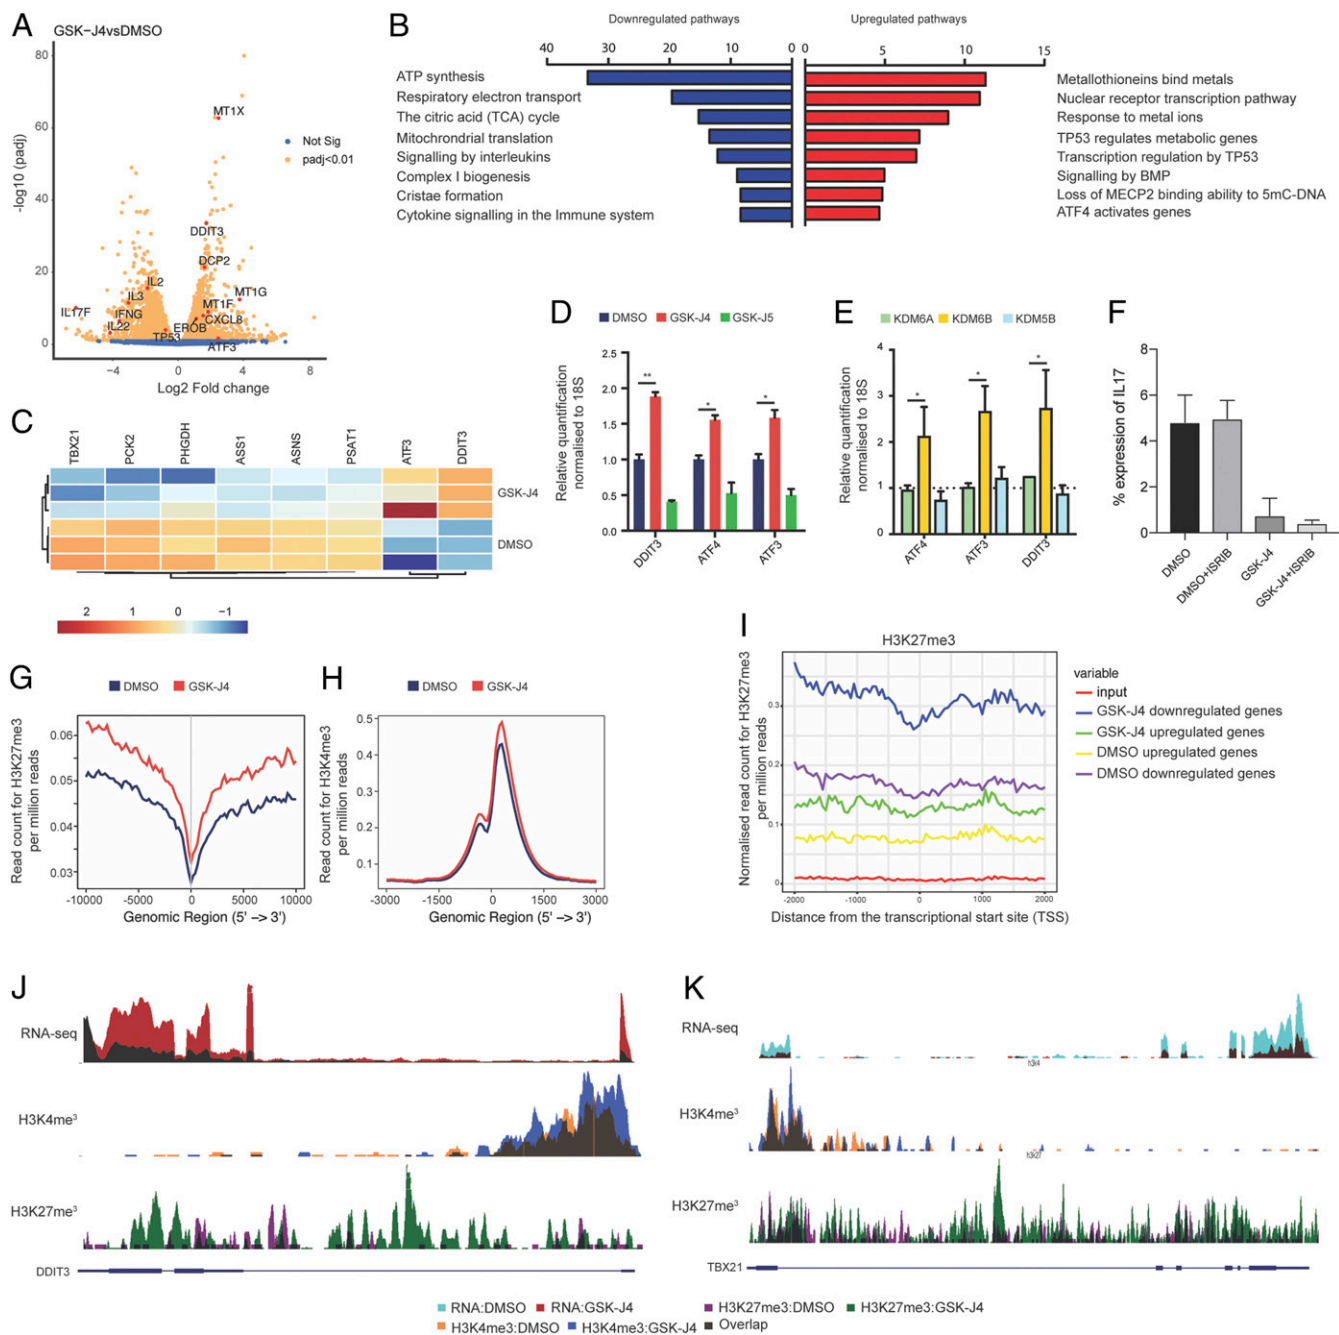 A
GSK-J4vsDMSO
80
60
40
20
0
-log10 (padj)
MT1X
Not Sig
padj<0.01
DDIT3
DCP2
IL2
IL3
MT1G
IL17F
IFNG
MT1F
CXCL8
IL22
EROB
TP53
ATF3
-4
0
4
8
Log2 Fold change
B
Downregulated pathways
Upregulated pathways
40 30 20 10 0
0 5 10 15
ATP synthesis
Respiratory electron transport
The citric acid (TCA) cycle
Mitochrondrial translation
Signalling by interleukins
Complex I biogenesis
Cristae formation
Cytokine signalling in the Immune system
Metallothioneins bind metals
Nuclear receptor transcription pathway
Response to metal ions
TP53 regulates metabolic genes
Transcription regulation by TP53
Signalling by BMP
Loss of MECP2 binding ability to 5mC-DNA
ATF4 activates genes
C
TBX21
PCK2
PHGDH
ASS1
ASNS
PSAT1
ATF3
DDIT3
GSK-J4
DMSO
2 1 0 -1
D
DMSO GSK-J4 GSK-J5
Relative quantification
normalised to 18S
2.5
2.0
1.5
1.0
0.5
0.0
**
*
*
DDIT3
ATF4
ATF3
E
KDM6A KDM6B KDM5B
Relative quantification
normalised to 18S
4
3
2
1
0
*
*
*
ATF4
ATF3
DDIT3
F
% expression of IL17
8
6
4
2
0
DMSO
DMSO+ISRIB
GSK-J4
GSK-J4+ISRIB
G
DMSO GSK-J4
Read count for H3K27me3
per million reads
0.06
0.05
0.04
0.03
-10000 -5000 0 5000 10000
Genomic Region (5' -> 3')
H
DMSO GSK-J4
Read count for H3K4me3
per million reads
0.5
0.4
0.3
0.2
0.1
-3000 -1500 0 1500 3000
Genomic Region (5' -> 3')
I
H3K27me3
Normalised read count for H3K27me3
per million reads
0.3
0.2
0.1
0
-2000 -1000 0 1000 2000
Distance from the transcriptional start site (TSS)
variable
input
GSK-J4 downregulated genes
GSK-J4 upregulated genes
DMSO upregulated genes
DMSO downregulated genes
J
RNA-seq
H3K4me³
H3K27me³
DDIT3
K
RNA-seq
h3k4
H3K4me³
h3k27
H3K27me³
TBX21
RNA:DMSO RNA:GSK-J4 H3K27me3:DMSO H3K27me3:GSK-J4
H3K4me3:DMSO H3K4me3:GSK-J4 Overlap